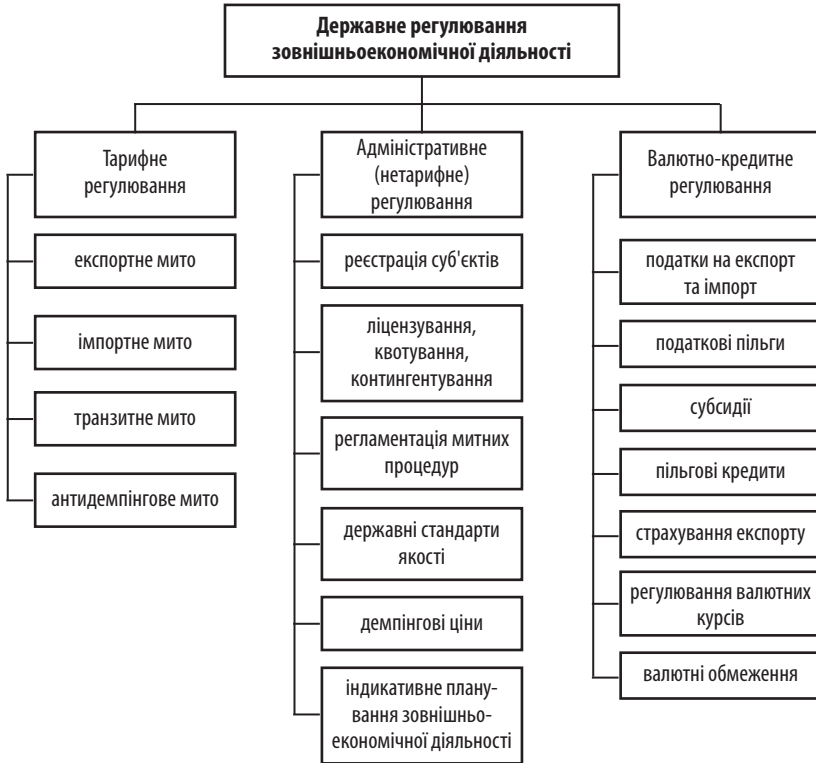 Державне регулювання
зовнішньоекономічної діяльності
Тарифне
регулювання
експортне мито
імпортне мито
транзитне мито
антидемпінгове мито
Адміністративне
(нетарифне)
регулювання
реєстрація суб'єктів
ліцензування,
квотування,
контингентування
регламентація митних
процедур
державні стандарти
якості
демпінгові ціни
індикативне плану-
вання зовнішньо-
економічної діяльності
Валютно-кредитне
регулювання
податки на експорт
та імпорт
податкові пільги
субсидії
пільгові кредити
страхування експорту
регулювання валютних
курсів
валютні обмеження